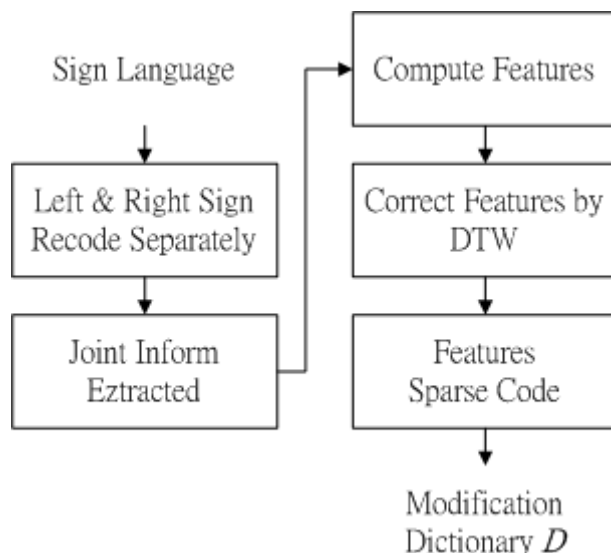 Sign Language
Left & Right Sign
Recode Separately
Joint Inform
Eztracted
Compute Features
Correct Features by
DTW
Features
Sparse Code
Modification
Dictionary D